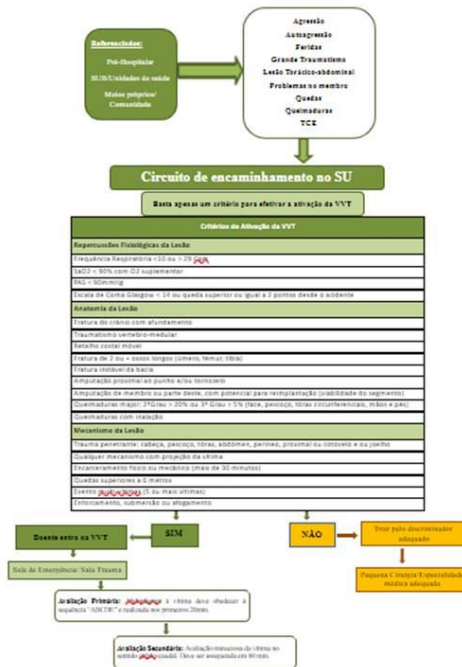 Referenciados:
Pré-Hospitalar
SUB/Unidades de saúde
Meios próprios/
Comunidade
Agressão
Autoagressão
Feridas
Grande Traumatismo
Lesão Torácico-abdominal
Problemas no membro
Quedas
Queimaduras
TCE
Circuito de encaminhamento no SU
Basta apenas um critério para efetivar a ativação da VVT
Critérios de Ativação da VVT
Repercussões Fisiológicas da Lesão
Frequência Respiratória <10 ou > 29
SaO2 < 90% com O2 suplementar
PAS < 90mmHg
Escala de Coma Glasgow < 14 ou queda superior ou igual a 2 pontos desde o acidente
Anatomia da Lesão
Fratura do crânio com afundamento
Traumatismo vertebro-medular
Retalho costal móvel
Fratura de 2 ou + ossos longos (úmero, fémur, tíbia)
Fratura instável da bacia
Amputação proximal ao punho e/ou tornozelo
Amputação de membro ou parte deste, com potencial para reimplantação (viabilidade do segmento)
Queimaduras major: 2ºGrau > 20% ou 3º Grau > 5% (face, pescoço, tórax circunferenciais, mãos e pés)
Queimaduras com inalação
Mecanismo da Lesão
Trauma penetrante: cabeça, pescoço, tórax, abdómen, períneo, proximal ao cotovelo e ou joelho
Qualquer mecanismo com projeção da vítima
Encarceramento físico ou mecânico (mais de 30 minutos)
Quedas superiores a 5 metros
Evento (5 ou mais vítimas)
Enforcamento, submersão ou afogamento
Doente entra na VVT
SIM
NÃO
Triar pelo discriminador
adequado
Sala de Emergência/ Sala Trauma
Pequena Cirurgia/Especialidade
médica adequada
Avaliação Primária: à vítima deve obedecer à
sequência "ABCDE" e realizada nos primeiros 20min.
Avaliação Secundária: Avaliação minuciosa da vítima no
sentido -caudal. Deve ser assegurada em 60 min.